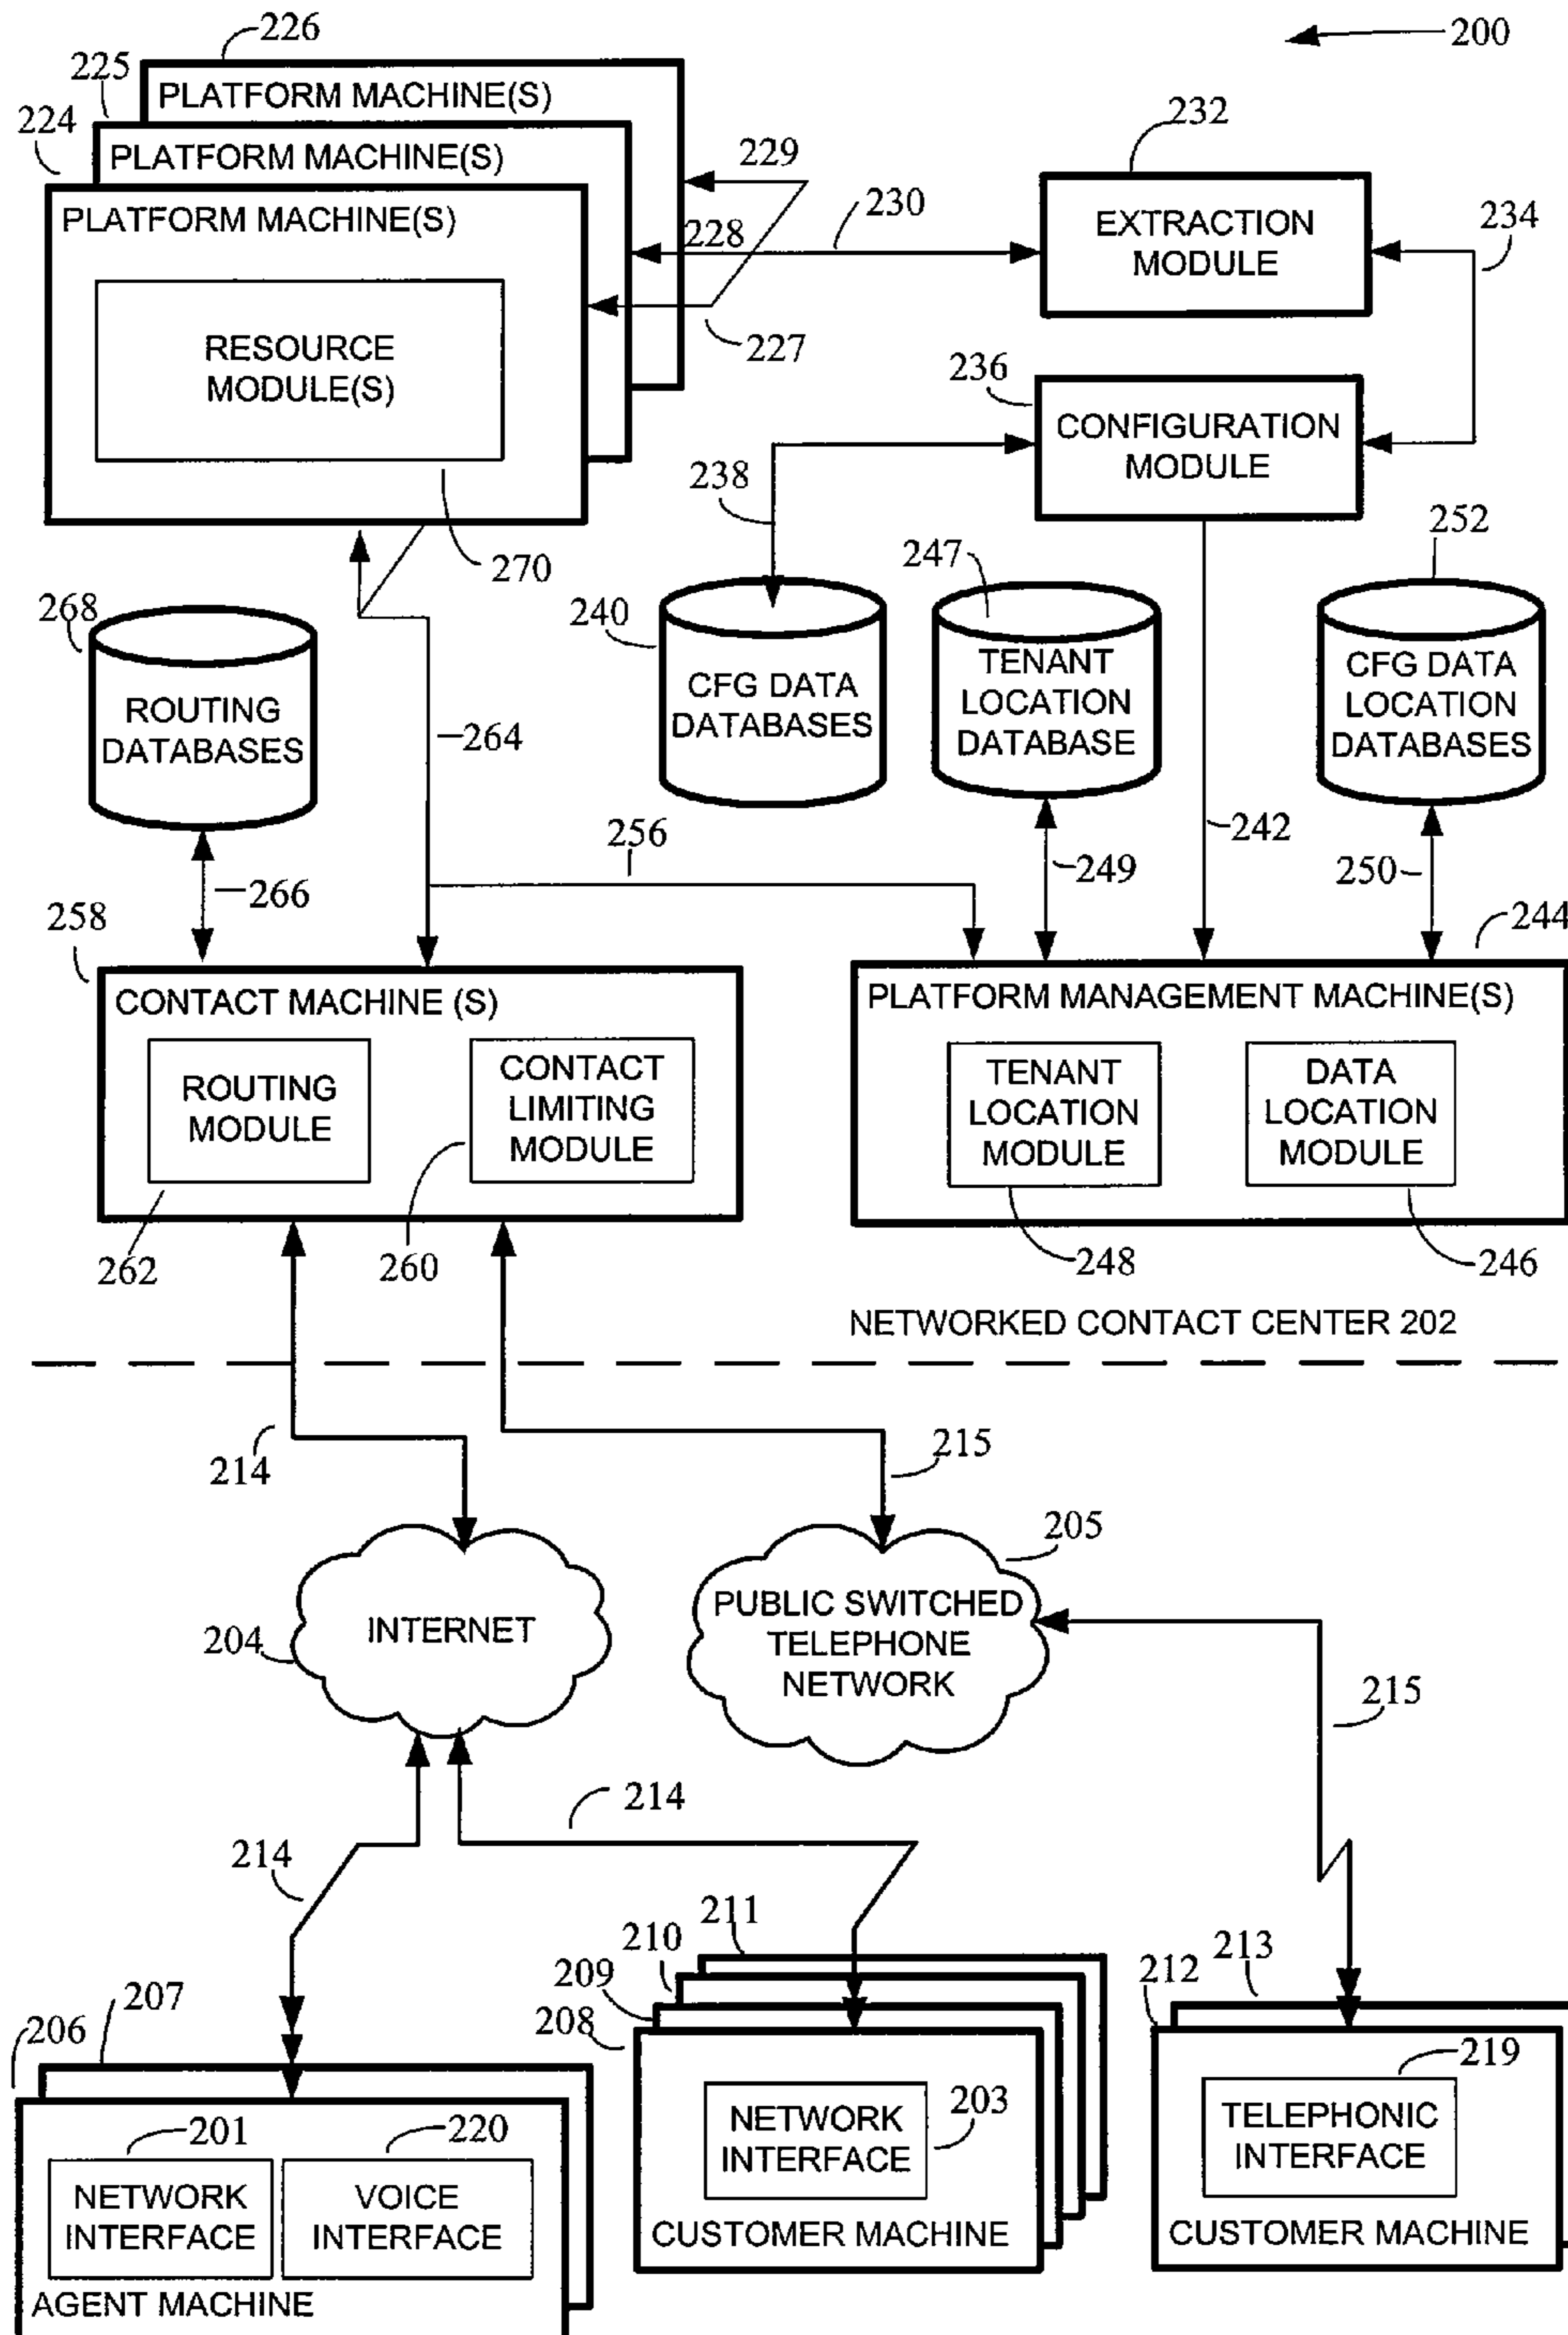 200
226
PLATFORM MACHINE(S)
225
PLATFORM MACHINE(S)
224
PLATFORM MACHINE(S)
RESOURCE
MODULE(S)
270
229
228
230
227
232
EXTRACTION
MODULE
234
236
CONFIGURATION
MODULE
238
240
CFG DATA
DATABASES
247
TENANT
LOCATION
DATABASE
252
CFG DATA
LOCATION
DATABASES
268
ROUTING
DATABASES
264
256
266
249
242
250
258
CONTACT MACHINE (S)
ROUTING
MODULE
262
CONTACT
LIMITING
MODULE
260
244
PLATFORM MANAGEMENT MACHINE(S)
TENANT
LOCATION
MODULE
248
DATA
LOCATION
MODULE
246
NETWORKED CONTACT CENTER 202
214
215
204
INTERNET
205
PUBLIC SWITCHED
TELEPHONE
NETWORK
215
214
214
207
206
201
NETWORK
INTERFACE
220
VOICE
INTERFACE
AGENT MACHINE
211
210
209
208
NETWORK
INTERFACE
203
CUSTOMER MACHINE
213
212
219
TELEPHONIC
INTERFACE
CUSTOMER MACHINE